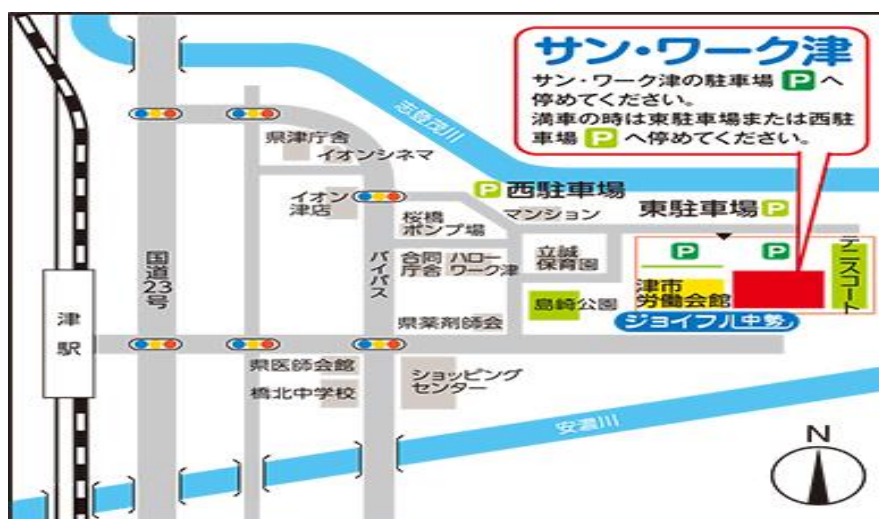 サン・ワーク津
サン・ワーク津の駐車場 P へ
停めてください。
満車の時は東駐車場または西駐
車場 P へ停めてください。
志登茂川
県津庁舎
イオンシネマ
イオン
津店
P 西駐車場
マンション
東駐車場 P
桜橋
ポンプ場
バイパス
合同
庁舎
ハロー
ワーク津
立誠
保育園
P
P
テニスコート
国道23号
津市
労働会館
島崎公園
ジョイフル中勢
津駅
県薬剤師会
県医師会館
橋北中学校
ショッピング
センター
安濃川
N